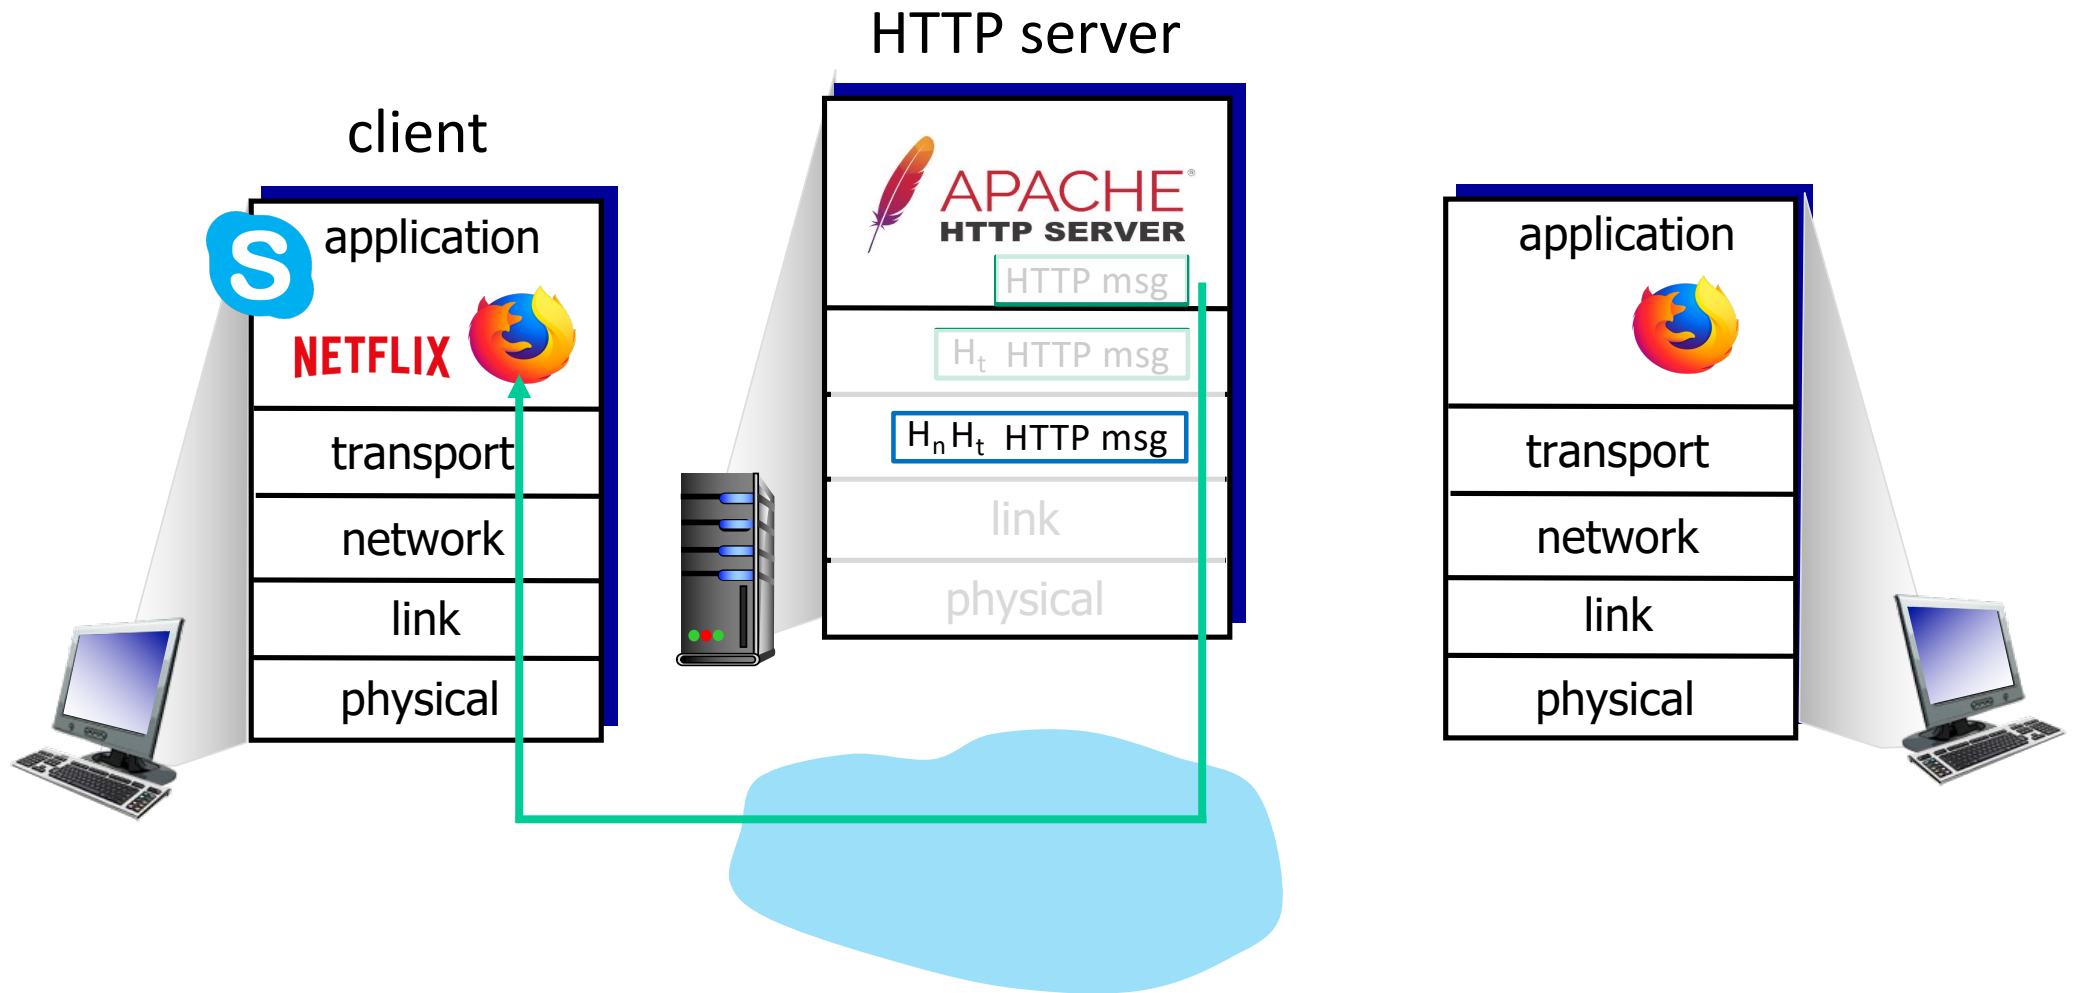 HTTP server
client
application
S
NETFLIX
transport
network
link
physical
APACHE®
HTTP SERVER
HTTP msg
Ht HTTP msg
HnHt HTTP msg
link
physical
application
transport
network
link
physical